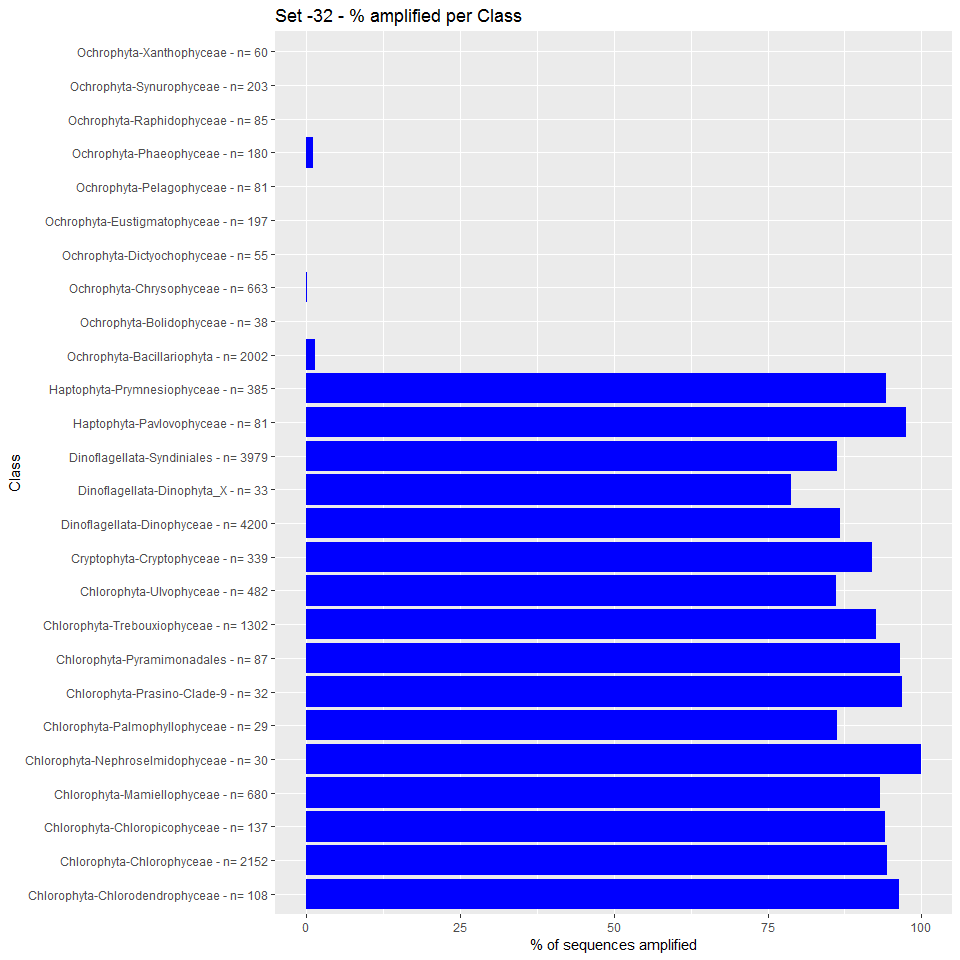 Set -32 - % amplified per Class
Ochrophyta-Xanthophyceae - n= 60
Ochrophyta-Synurophyceae - n= 203
Ochrophyta-Raphidophyceae - n= 85
Ochrophyta-Phaeophyceae - n= 180
Ochrophyta-Pelagophyceae - n= 81
Ochrophyta-Eustigmatophyceae - n= 197
Ochrophyta-Dictyochophyceae - n= 55
Ochrophyta-Chrysophyceae - n= 663
Ochrophyta-Bolidophyceae - n= 38
Ochrophyta-Bacillariophyta - n= 2002
Haptophyta-Prymnesiophyceae - n= 385
Haptophyta-Pavlovophyceae - n= 81
Dinoflagellata-Syndiniales - n= 3979
Dinoflagellata-Dinophyta_X - n= 33
Dinoflagellata-Dinophyceae - n= 4200
Cryptophyta-Cryptophyceae - n= 339
Chlorophyta-Ulvophyceae - n= 482
Chlorophyta-Trebouxiophyceae - n= 1302
Chlorophyta-Pyramimonadales - n= 87
Chlorophyta-Prasino-Clade-9 - n= 32
Chlorophyta-Palmophyllophyceae - n= 29
Chlorophyta-Nephroselmidophyceae - n= 30
Chlorophyta-Mamiellophyceae - n= 680
Chlorophyta-Chloropicophyceae - n= 137
Chlorophyta-Chlorophyceae - n= 2152
Chlorophyta-Chlorodendrophyceae - n= 108
Class
0 25 50 75 100
% of sequences amplified